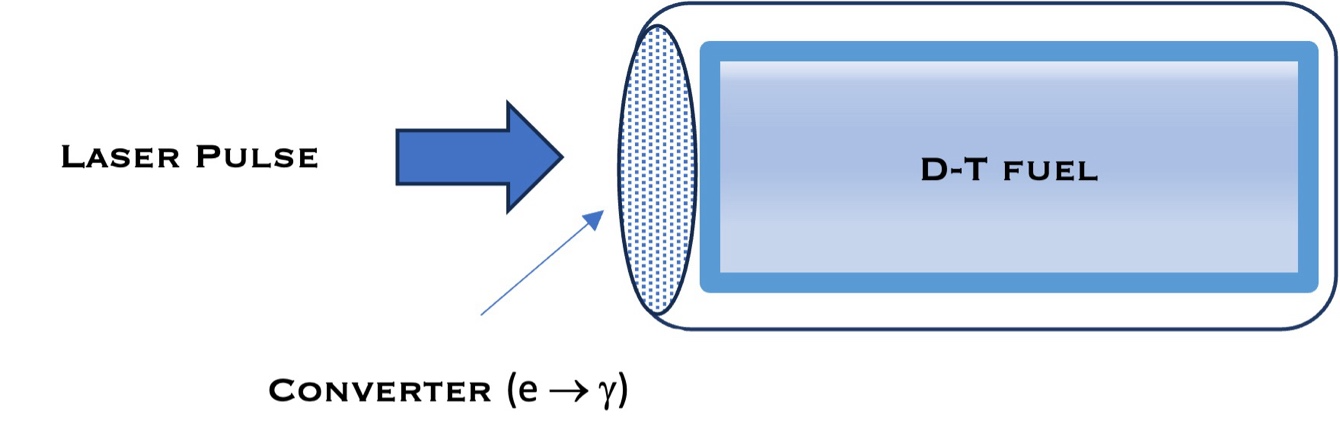 Laser Pulse
D-T fuel
Converter (e → γ)